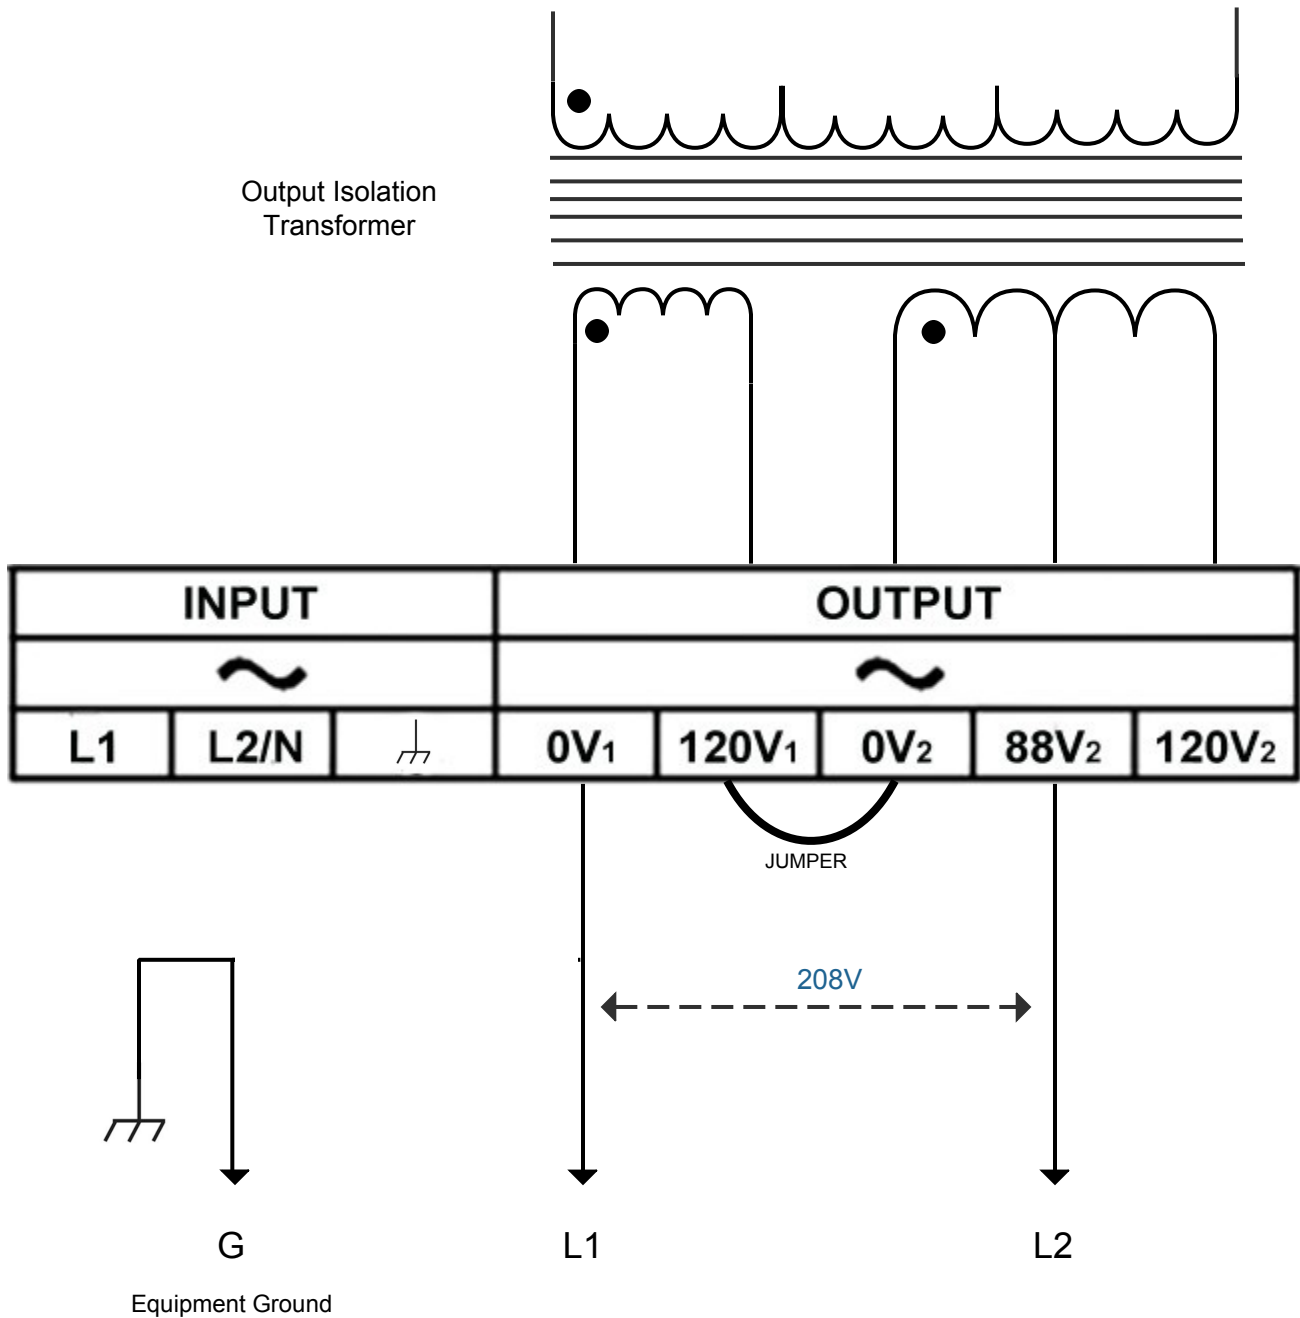 Output Isolation
Transformer
INPUT OUTPUT
L1 L2/N 0V1 120V1 0V2 88V2 120V2
JUMPER
208V
G L1 L2
Equipment Ground